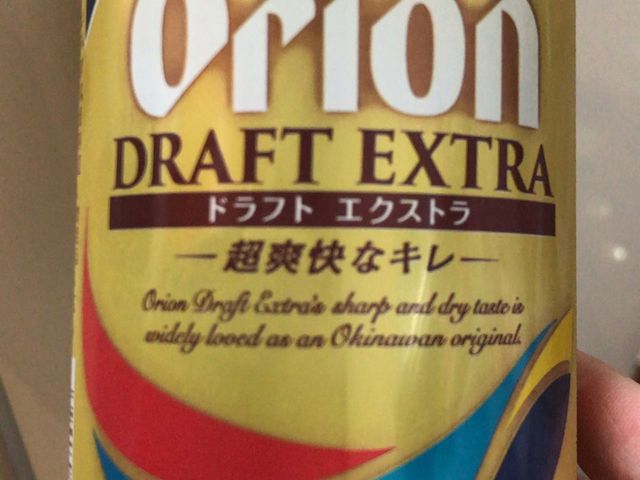 Orion
DRAFT EXTRA
ドラフト エクストラ
超爽快なキレ
Orion Draft Extra's sharp and dry taste is
widely loved as an Okinawan original.